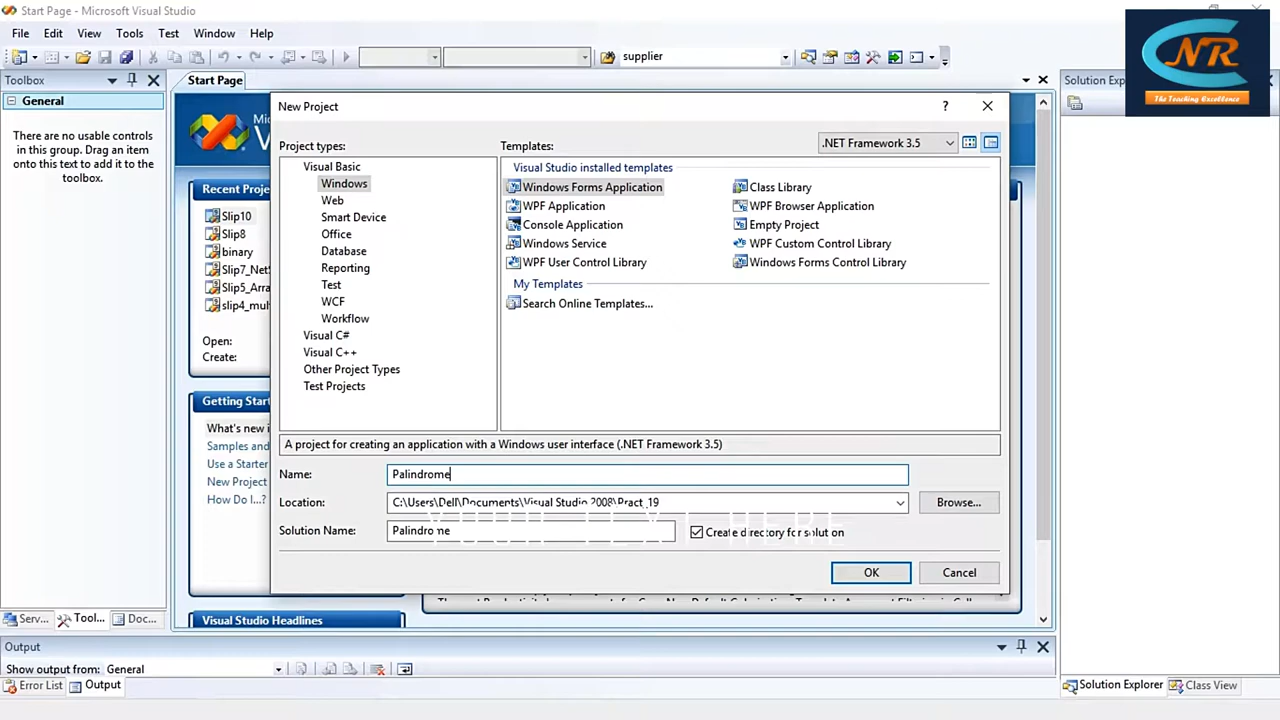 Start Page - Microsoft Visual Studio
File Edit View Tools Test Window Help
supplier
Toolbox
General
There are no usable controls
in this group. Drag an item
onto this text to add it to the
toolbox.
Start Page
Recent Proje
Slip10
Slip8
binary
Slip7_Net
Slip5_Arra
slip4_mul
Open:
Create:
Getting Start
What's new i
Samples and
Use a Starter
New Project
How Do I...?
Visual Studio Headlines
New Project
Project types:
Visual Basic
Windows
Web
Smart Device
Office
Database
Reporting
Test
WCF
Workflow
Visual C#
Visual C++
Other Project Types
Test Projects
Templates:
.NET Framework 3.5
Visual Studio installed templates
Windows Forms Application
WPF Application
Console Application
Windows Service
WPF User Control Library
Class Library
WPF Browser Application
Empty Project
WPF Custom Control Library
Windows Forms Control Library
My Templates
Search Online Templates...
A project for creating an application with a Windows user interface (.NET Framework 3.5)
Name: Palindrome
Location: C:\Users\Dell\Documents\Visual Studio 2008\Pract_19 Browse...
Solution Name: Palindrome Create directory for solution
HERE
OK Cancel
Solution Exp
CNR
The Teaching Excellence
Serv... Tool... Doc...
Output
Show output from: General
Error List Output
Solution Explorer Class View